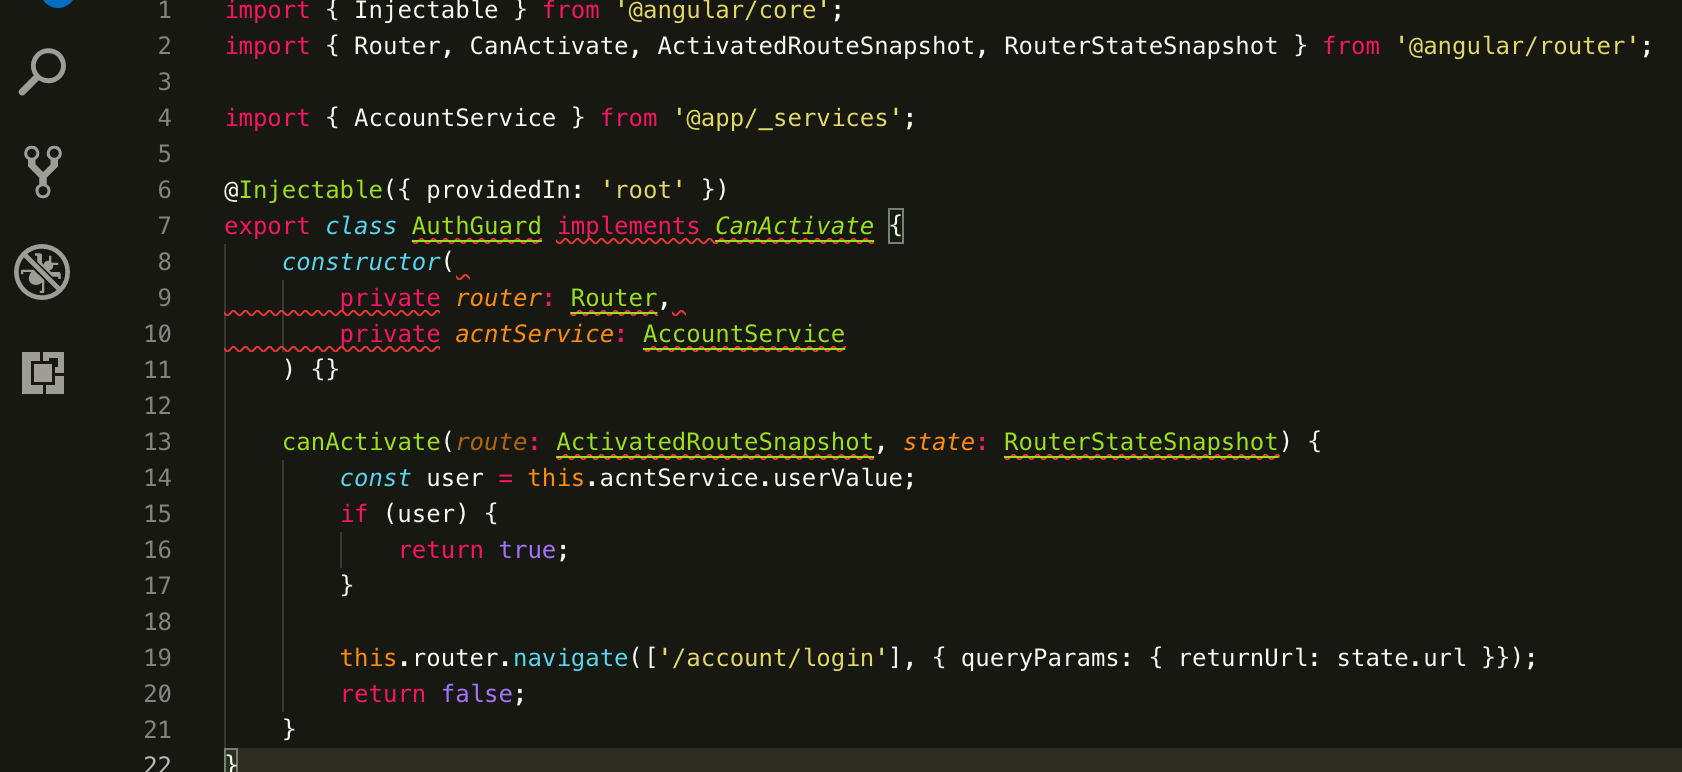 1 import { Injectable } from '@angular/core';
2 import { Router, CanActivate, ActivatedRouteSnapshot, RouterStateSnapshot } from '@angular/router';
3
4 import { AccountService } from '@app/_services';
5
6 @Injectable({ providedIn: 'root' })
7 export class AuthGuard implements CanActivate {
8     constructor(
9         private router: Router,
10         private acntService: AccountService
11     ) {}
12
13     canActivate(route: ActivatedRouteSnapshot, state: RouterStateSnapshot) {
14         const user = this.acntService.userValue;
15         if (user) {
16             return true;
17         }
18
19         this.router.navigate(['/account/login'], { queryParams: { returnUrl: state.url }});
20         return false;
21     }
22 }